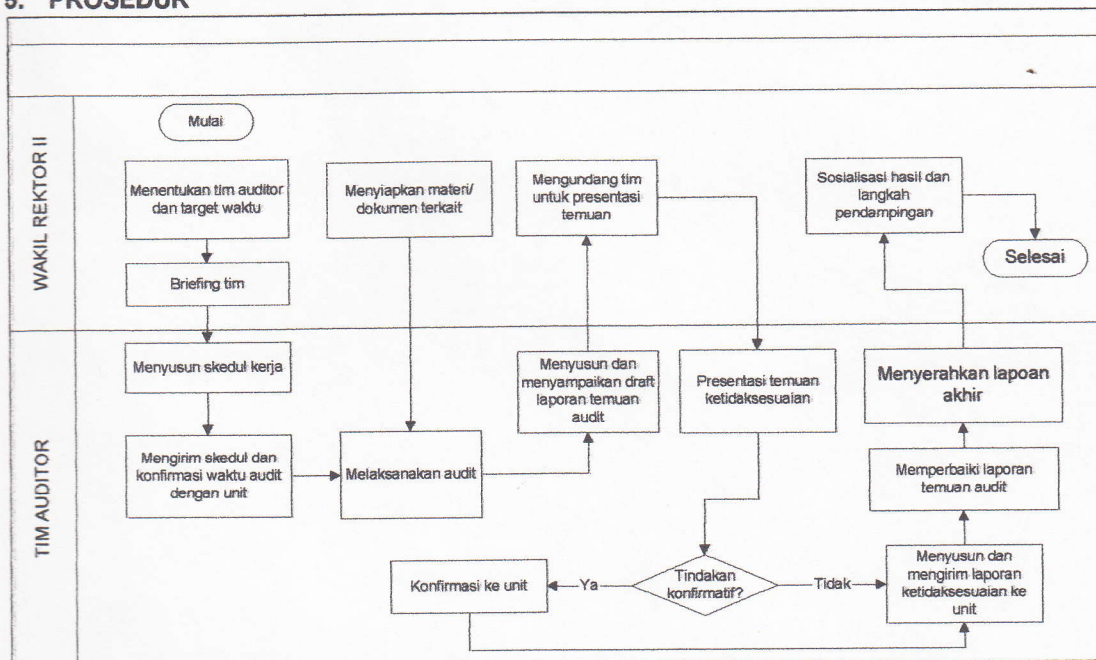 5. PROSEDUR
WAKIL REKTOR II
Mulai
Menentukan tim auditor
dan target waktu
Briefing tim
Menyiapkan materi/
dokumen terkait
Mengundang tim
untuk presentasi
temuan
Sosialisasi hasil dan
langkah
pendampingan
Selesai
TIM AUDITOR
Menyusun skedul kerja
Mengirim skedul dan
konfirmasi waktu audit
dengan unit
Melaksanakan audit
Menyusun dan
menyampaikan draft
laporan temuan
audit
Presentasi temuan
ketidaksesuaian
Menyerahkan lapoan
akhir
Memperbaiki laporan
temuan audit
Konfirmasi ke unit
Ya
Tindakan
konfirmatif?
Tidak
Menyusun dan
mengirim laporan
ketidaksesuaian ke
unit